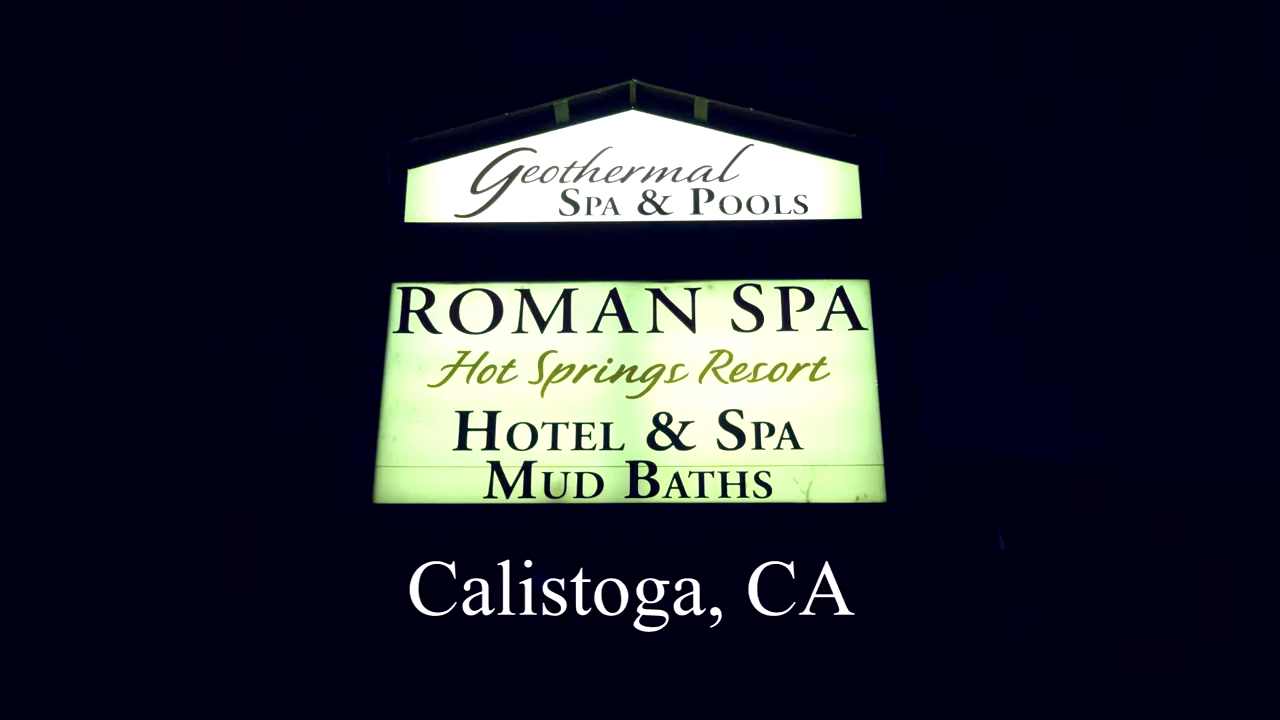 Geothermal
SPA & POOLS
ROMAN SPA
Hot Springs Resort
HOTEL & SPA
MUD BATHS
Calistoga, CA